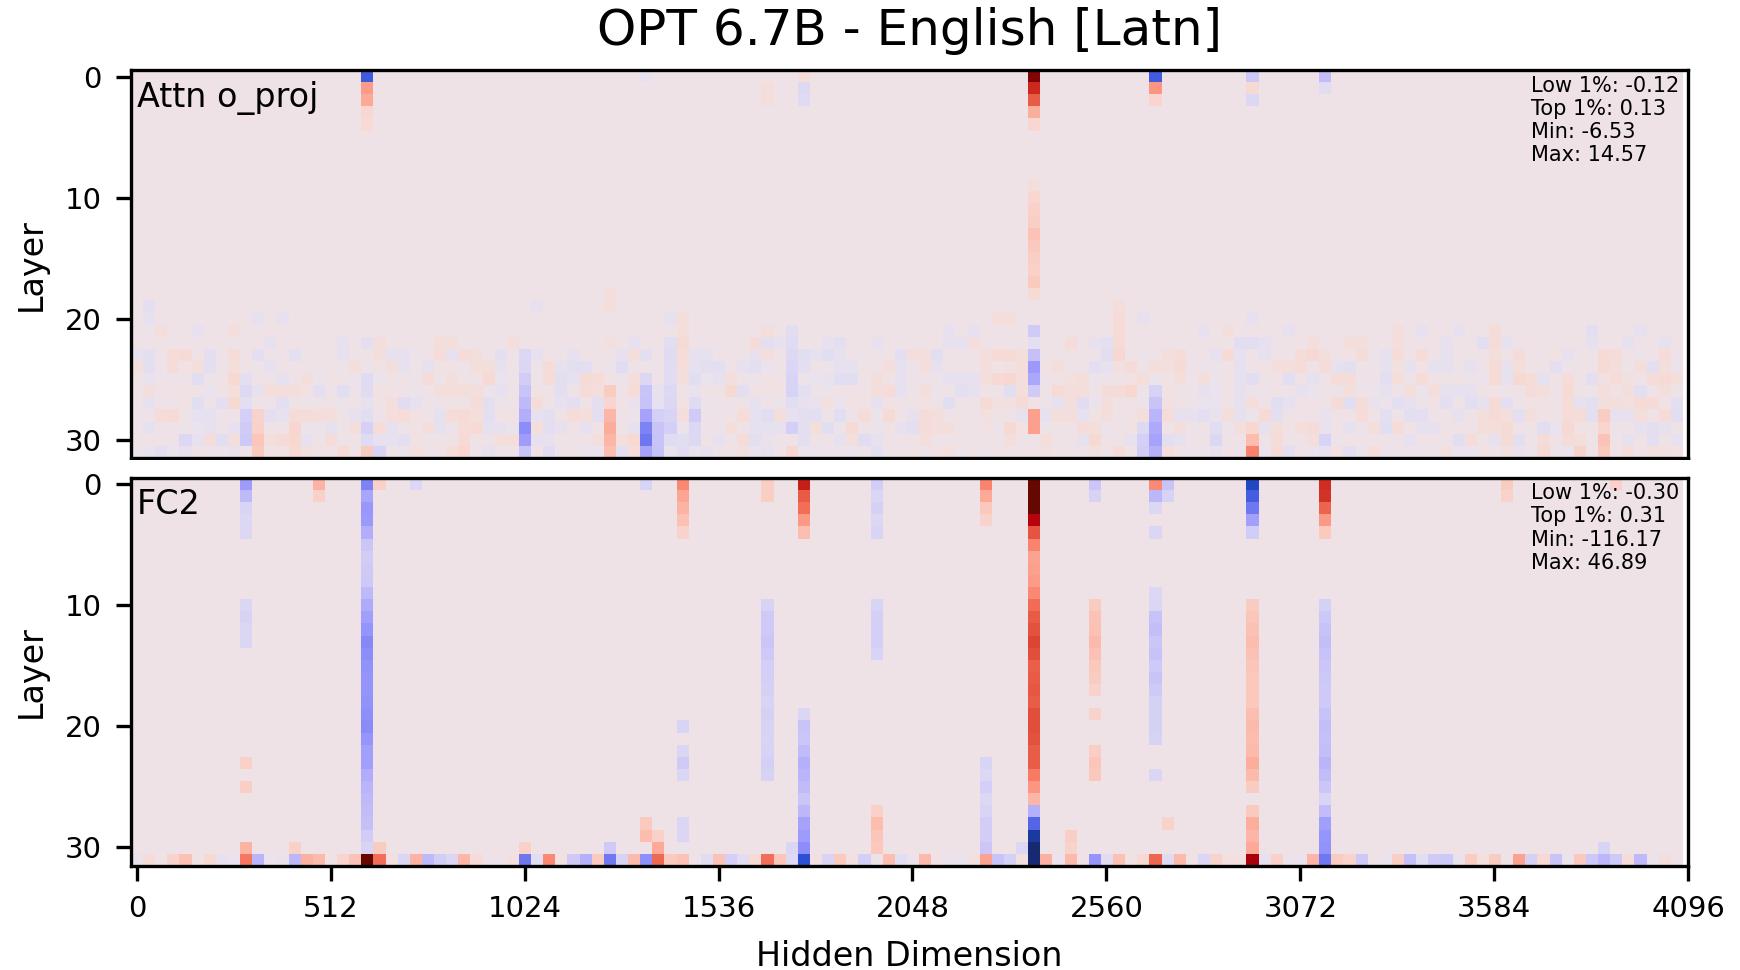 OPT 6.7B - English [Latn]
Attn o_proj
Low 1%: -0.12
Top 1%: 0.13
Min: -6.53
Max: 14.57
0
10
20
30
Layer
FC2
Low 1%: -0.30
Top 1%: 0.31
Min: -116.17
Max: 46.89
0
10
20
30
Layer
0 512 1024 1536 2048 2560 3072 3584 4096
Hidden Dimension